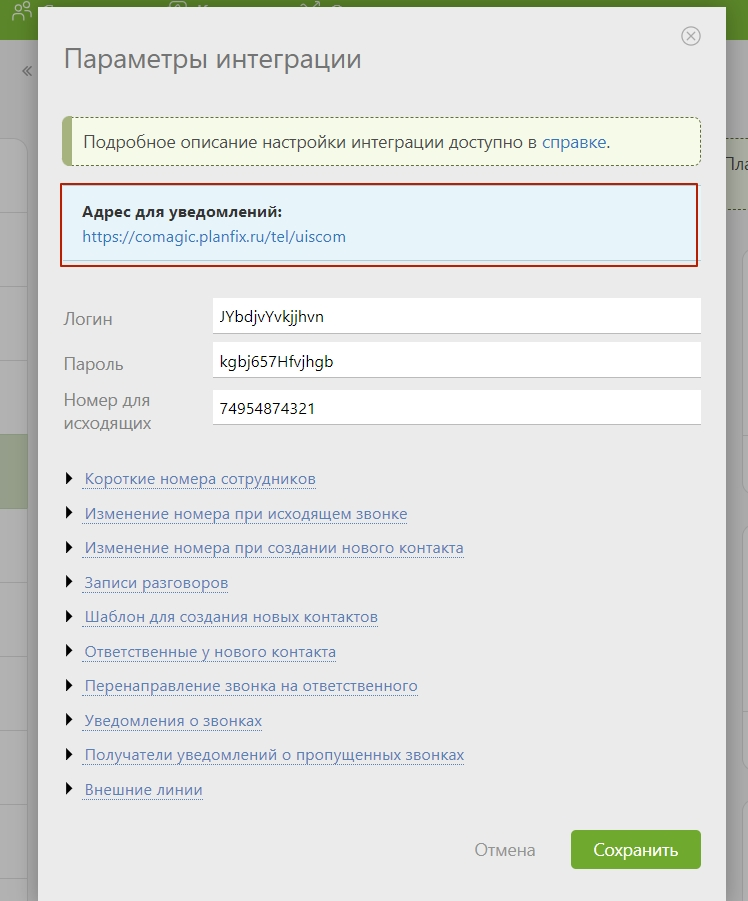 Параметры интеграции
Подробное описание настройки интеграции доступно в справке.
Пла
Адрес для уведомлений:
https://comagic.planfix.ru/tel/uiscom
Логин
JYbdjvYvkjjhvn
Пароль
kgbj657Hfvjhgb
Номер для
исходящих
74954874321
Короткие номера сотрудников
Изменение номера при исходящем звонке
Изменение номера при создании нового контакта
Записи разговоров
Шаблон для создания новых контактов
Ответственные у нового контакта
Перенаправление звонка на ответственного
Уведомления о звонках
Получатели уведомлений о пропущенных звонках
Внешние линии
Отмена
Сохранить